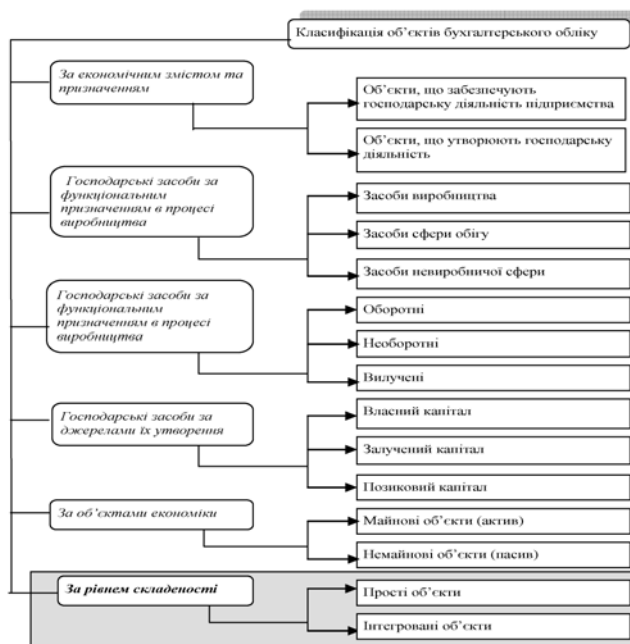 Класифікація об’єктів бухгалтерського обліку
За економічним змістом та
призначенням
Об’єкти, що забезпечують
господарську діяльність підприємства
Об’єкти, що утворюють господарську
діяльність
Господарські засоби за
функціональним
призначенням в процесі
виробництва
Засоби виробництва
Засоби сфери обігу
Засоби невиробничої сфери
Господарські засоби за
функціональним
призначенням в процесі
виробництва
Оборотні
Необоротні
Вилучені
Господарські засоби за
джерелами їх утворення
Власний капітал
Залучений капітал
Позиковий капітал
За об’єктами економіки
Майнові об’єкти (актив)
Немайнові об’єкти (пасив)
За рівнем складеності
Прості об’єкти
Інтегровані об’єкти